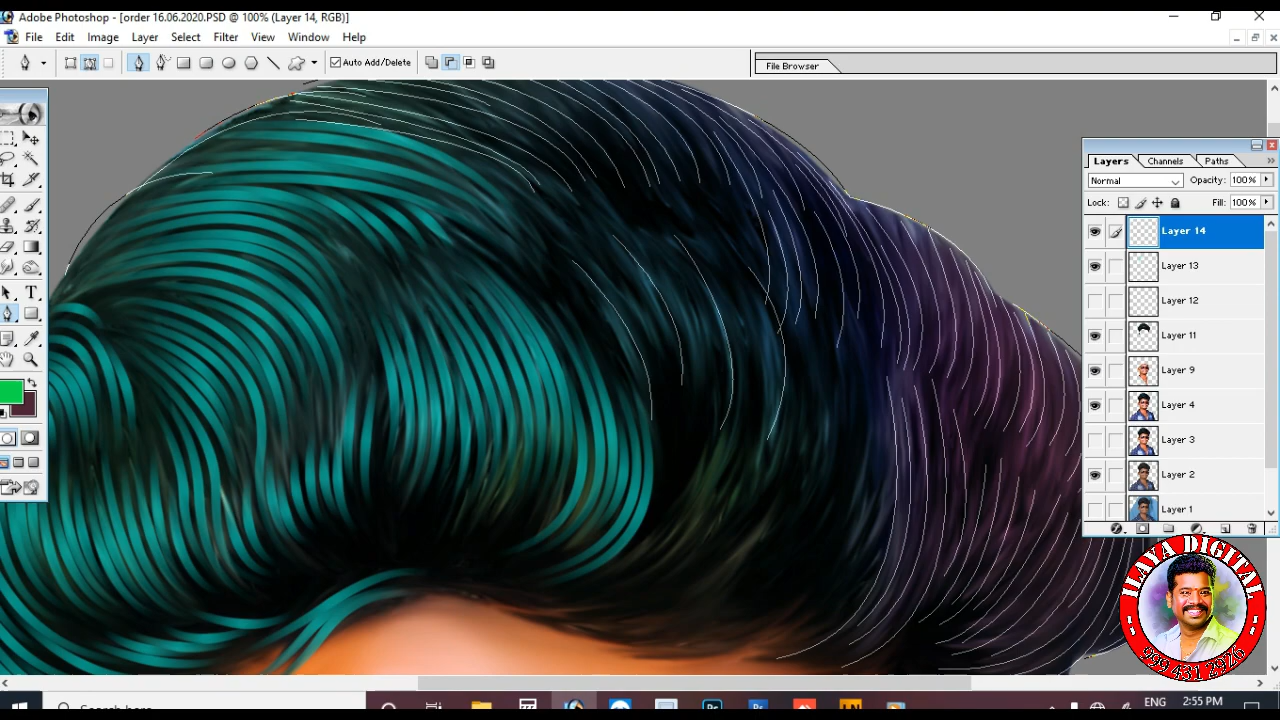 Adobe Photoshop - [order 16.06.2020.PSD @ 100% (Layer 14, RGB)]
File Edit Image Layer Select Filter View Window Help
Auto Add/Delete
File Browser
Layers Channels Paths
Normal Opacity: 100%
Lock: Fill: 100%
Layer 14
Layer 13
Layer 12
Layer 11
Layer 9
Layer 4
Layer 3
Layer 2
Layer 1
ILAYA DIGITAL
999 431 2926
ENG 2:55 PM